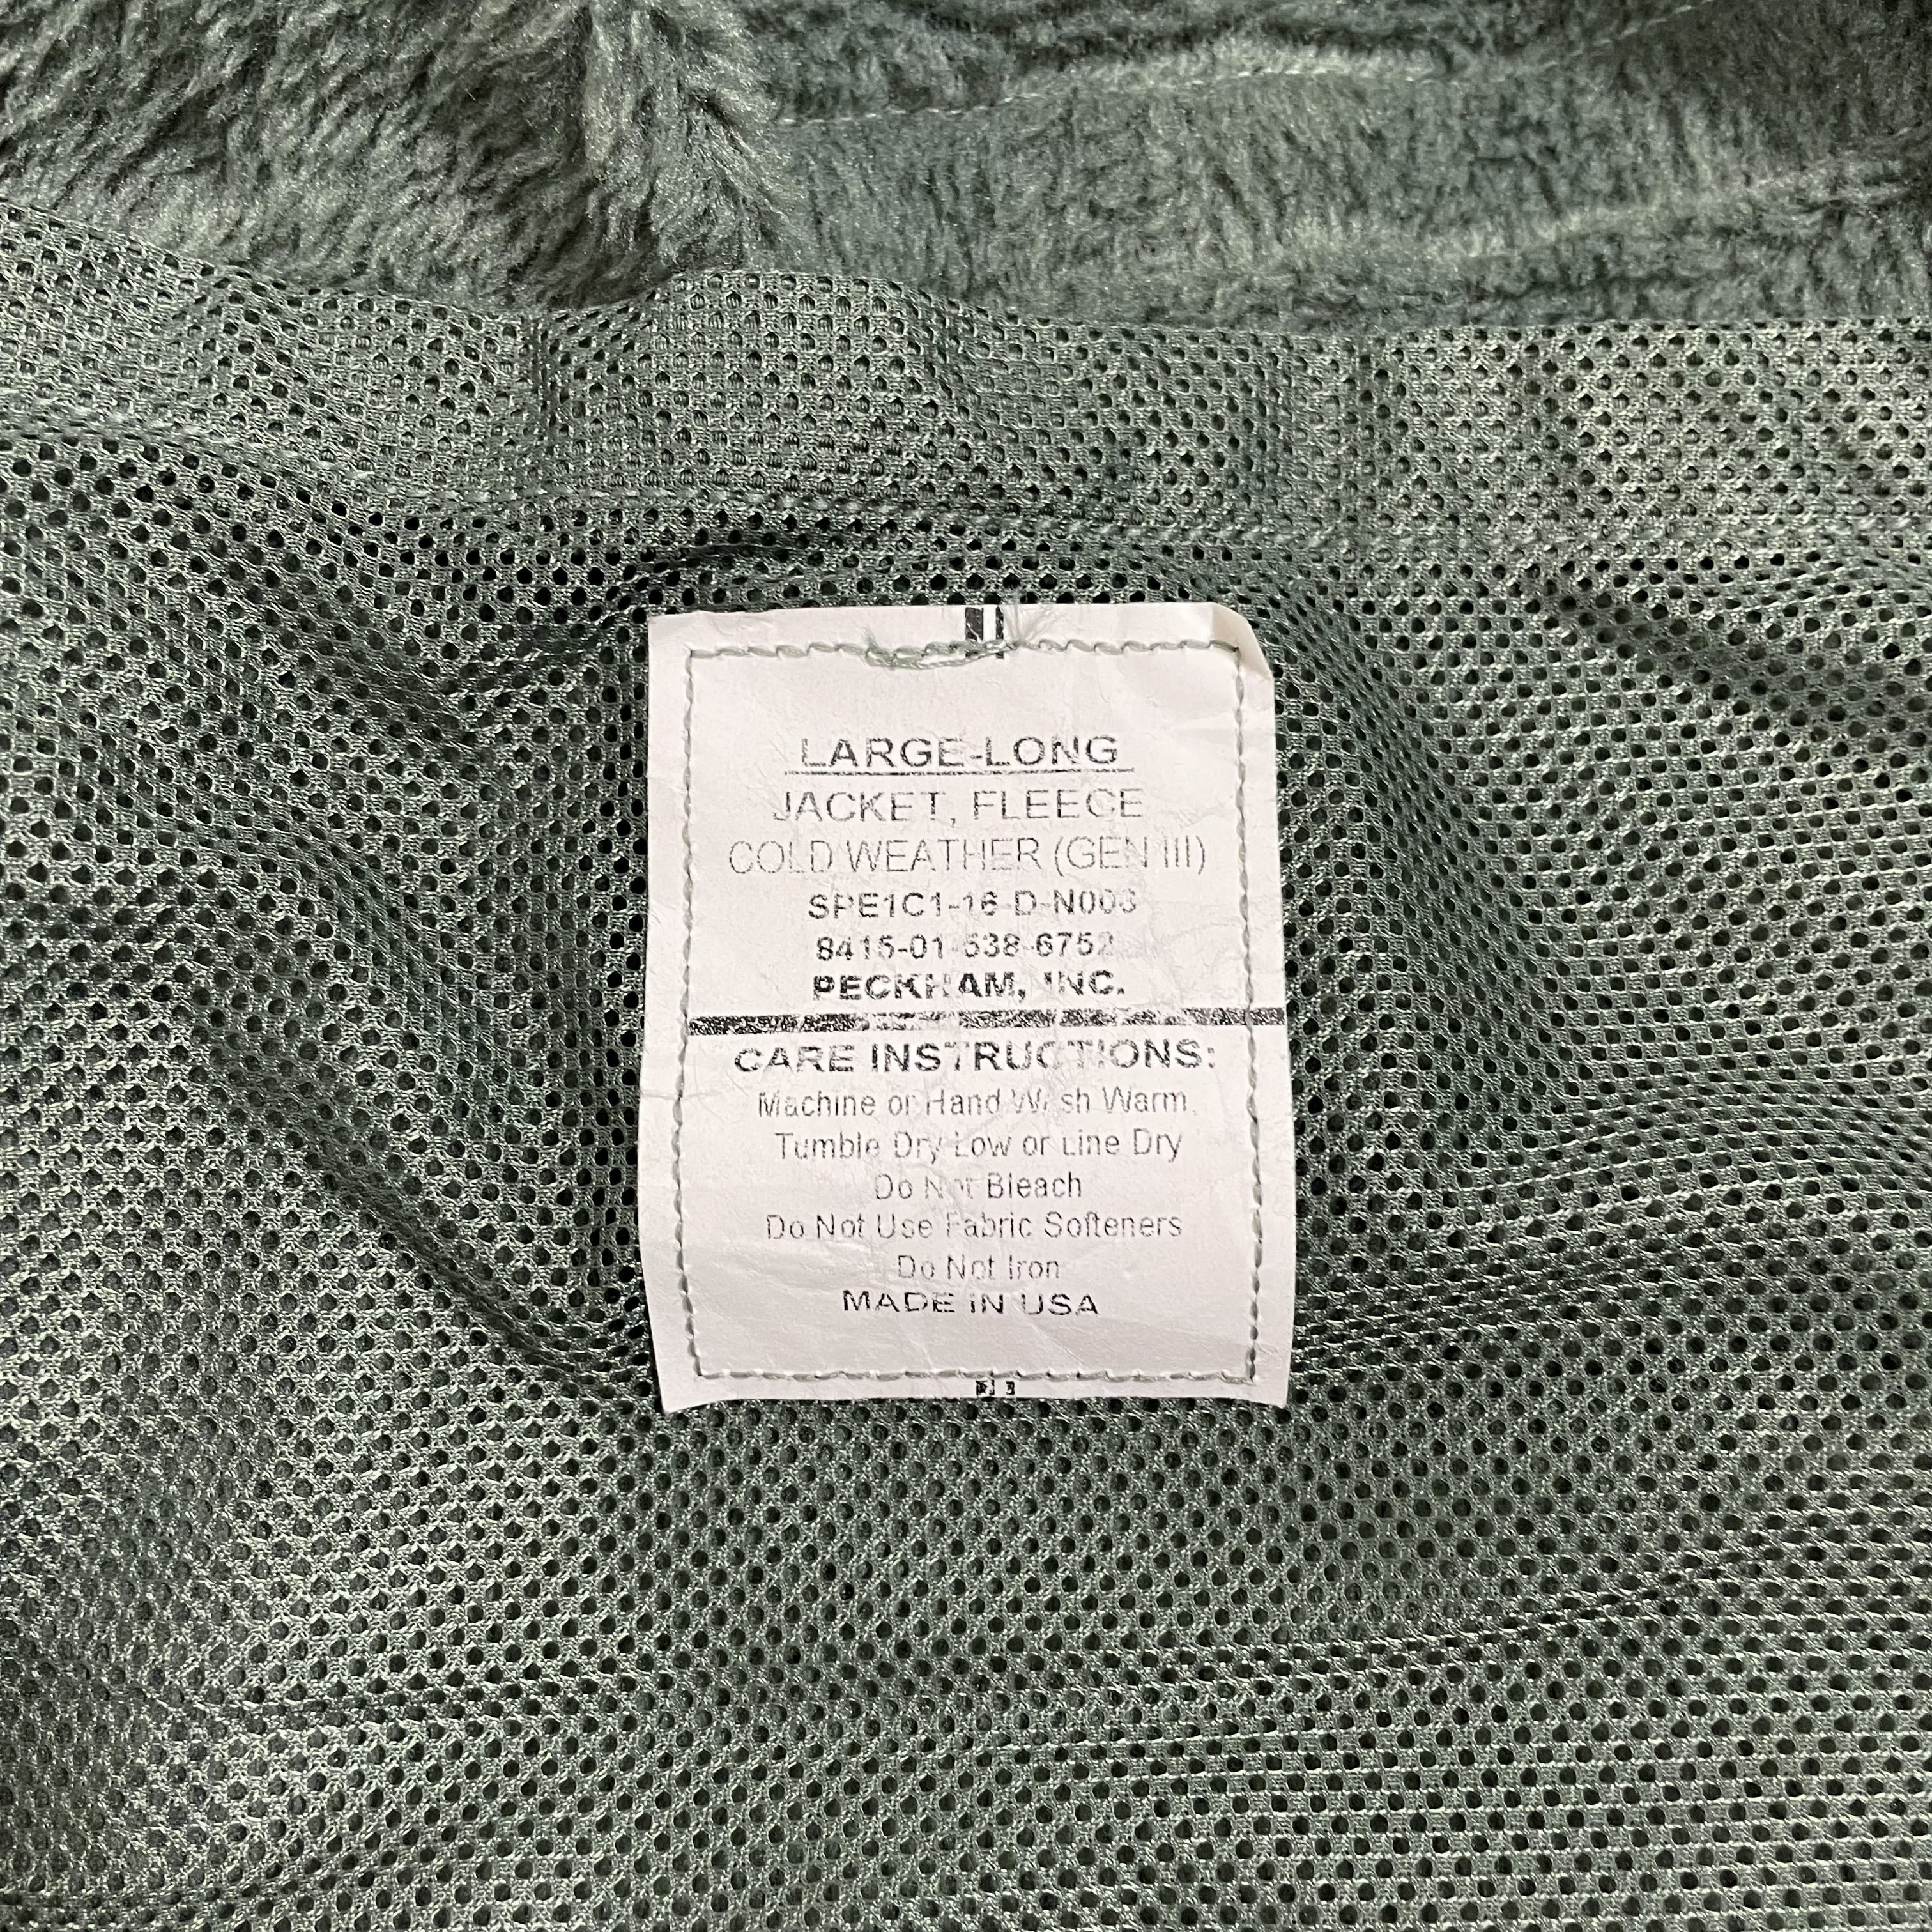 LARGE-LONG
JACKET, FLEECE
COLD WEATHER (GEN III)
SPE1C1-16-D-N003
8415-01-538-6752
PECKHAM, INC.
CARE INSTRUCTIONS:
Machine or Hand Wash Warm
Tumble Dry Low or Line Dry
Do Not Bleach
Do Not Use Fabric Softeners
Do Not Iron
MADE IN USA